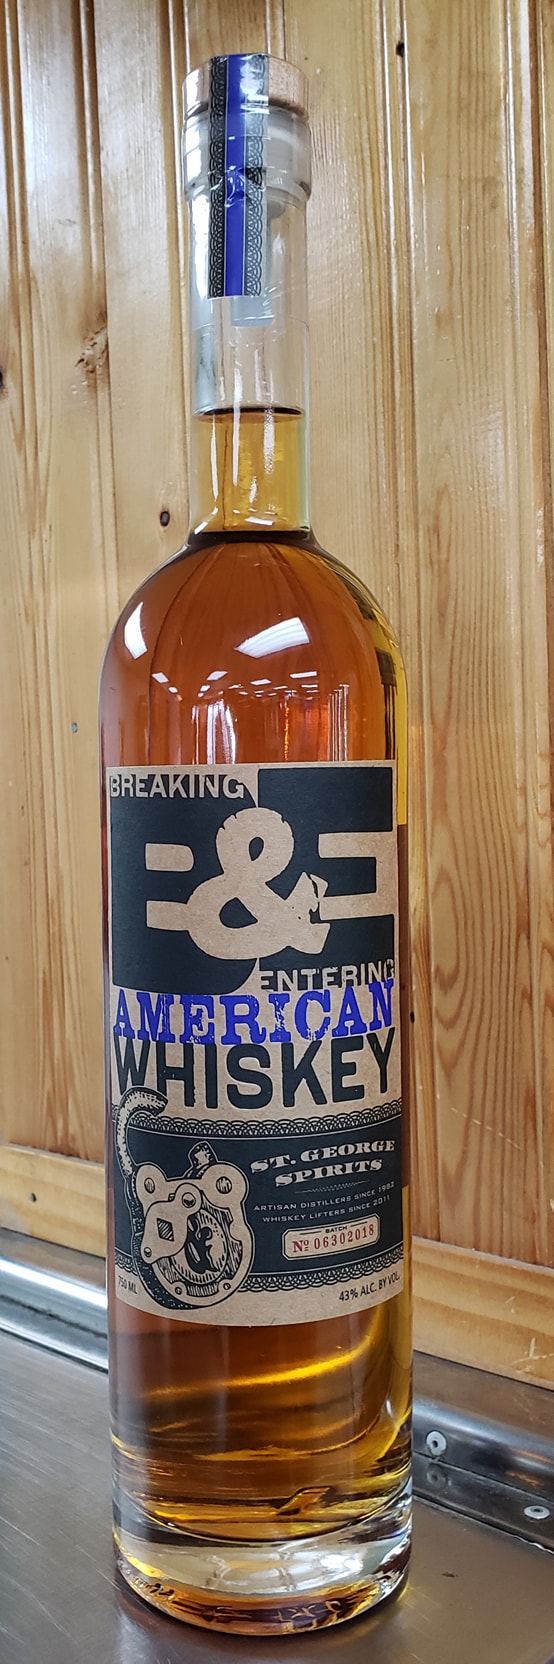 BREAKING
B&E
ENTERING
AMERICAN
WHISKEY
ST. GEORGE
SPIRITS
ARTISAN DISTILLERS SINCE 1982
WHISKEY LIFTERS SINCE 2011
BATCH
Nº 06302018
750 ML
43% ALC. BY VOL.